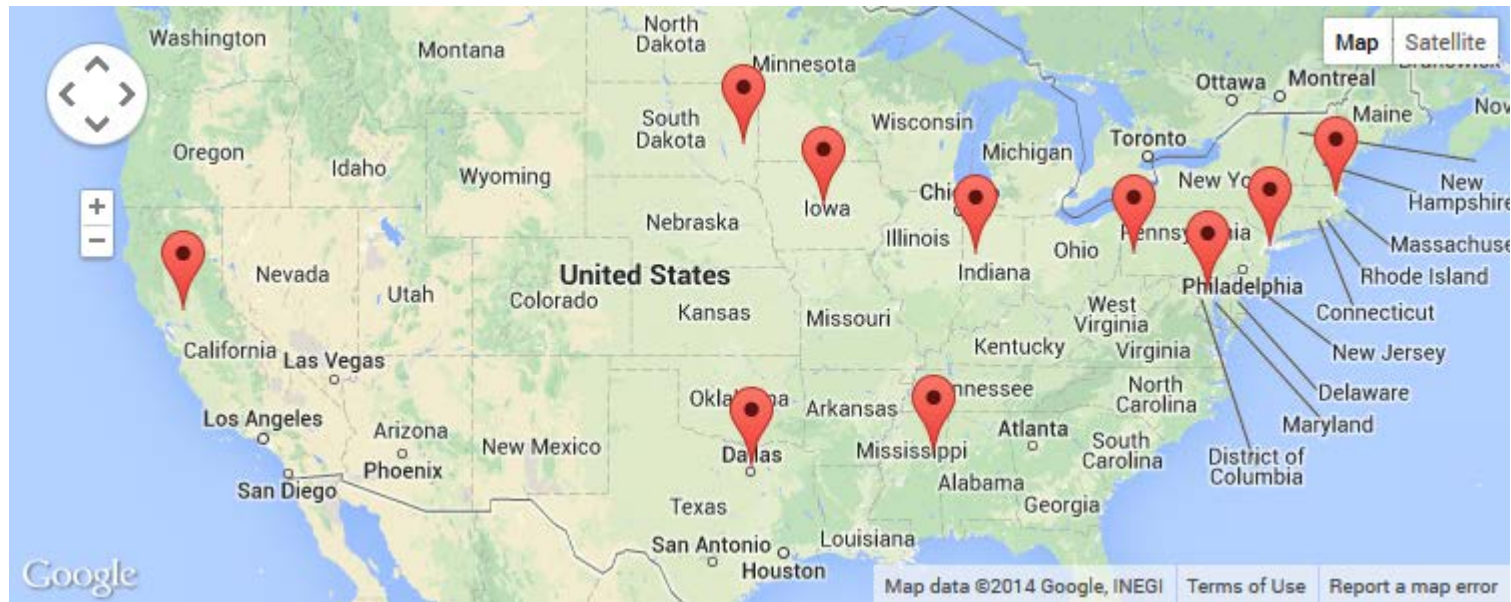 Washington
Montana
North
Dakota
Minnesota
Map
Satellite
Ottawa
Montreal
Maine
Oregon
Idaho
Wyoming
South
Dakota
Wisconsin
Michigan
Toronto
New
Hampshire
Nebraska
Iowa
Illinois
Indiana
Ohio
Massachuse
Rhode Island
Connecticut
New Jersey
Delaware
Maryland
District of
Columbia
Nevada
Utah
Colorado
United States
Kansas
Missouri
West
Virginia
Virginia
Philadelphia
California
Las Vegas
Kentucky
North
Carolina
Los Angeles
Arizona
Phoenix
New Mexico
Arkansas
Dallas
Mississippi
Atlanta
South
Carolina
San Diego
Texas
Alabama
Georgia
San Antonio
Houston
Louisiana
Google
Map data ©2014 Google, INEGI
Terms of Use
Report a map error